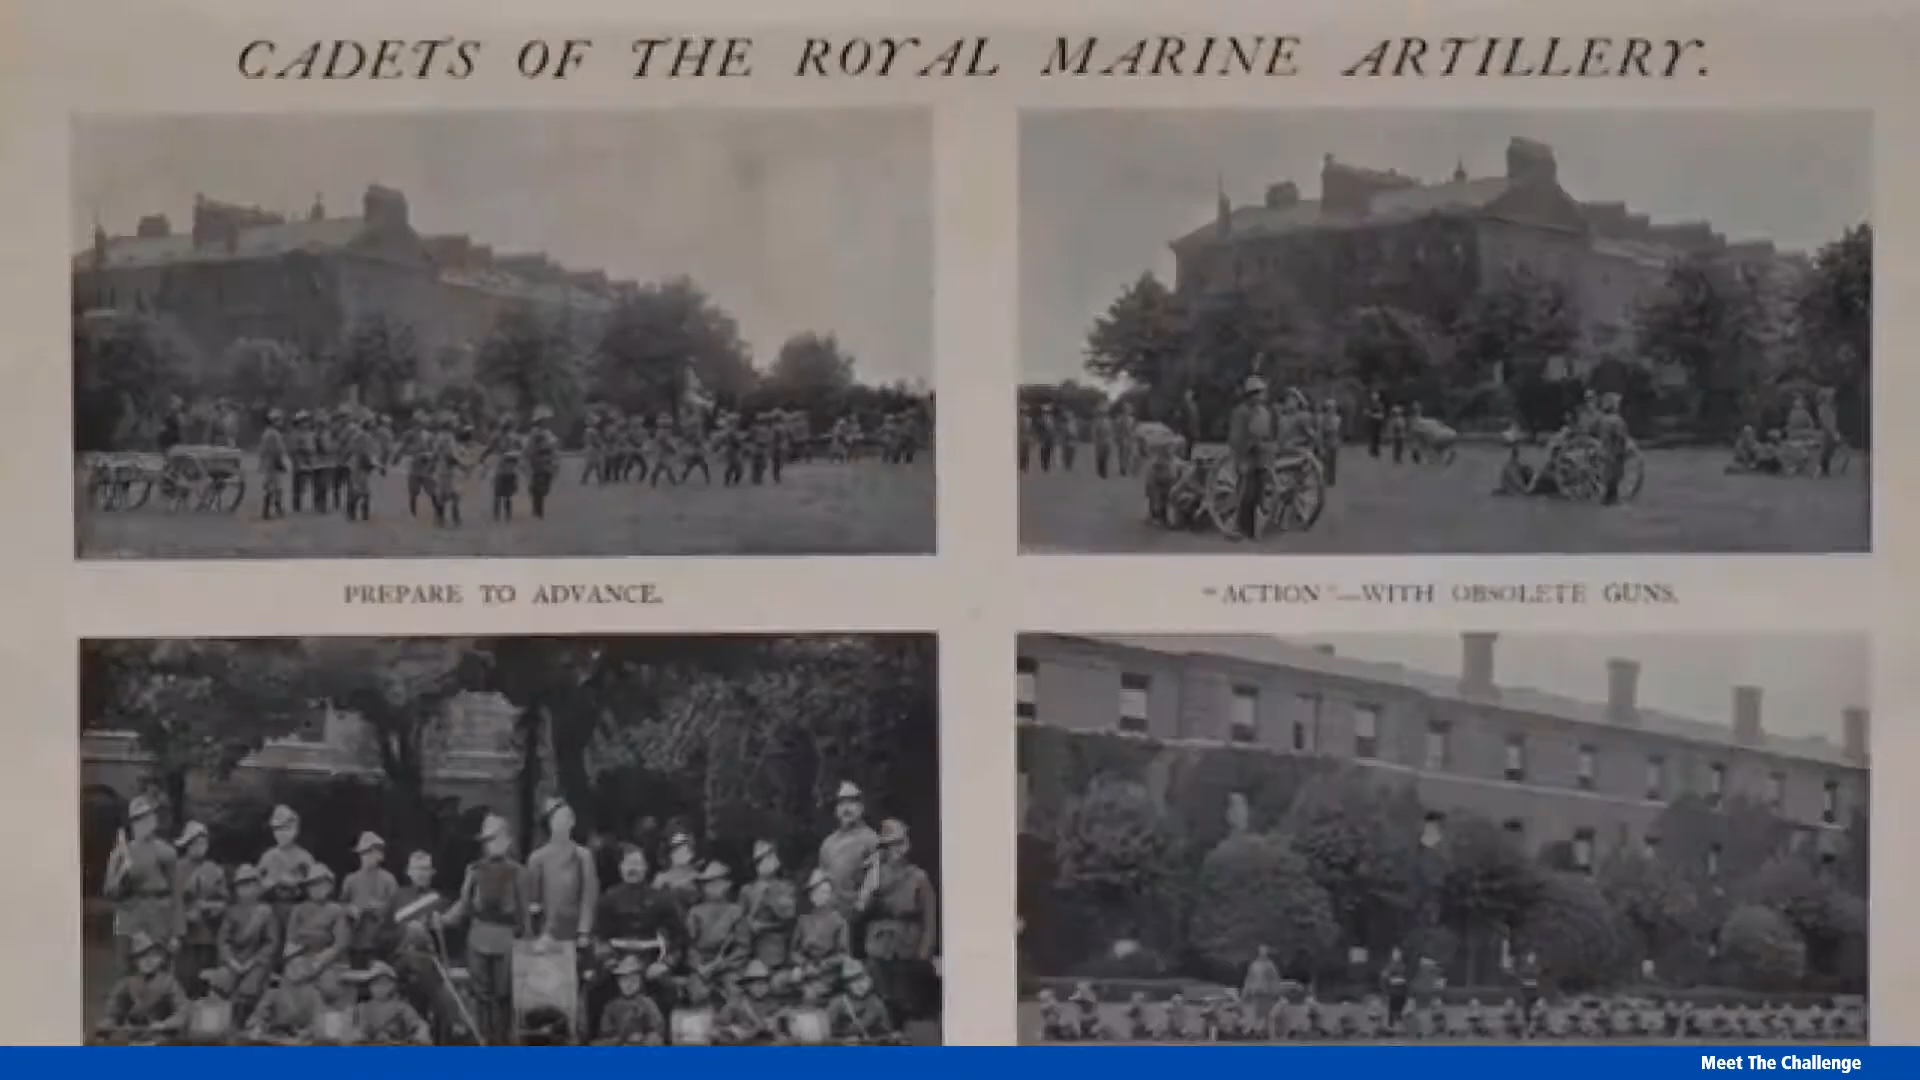 CADETS OF THE ROYAL MARINE ARTILLERY.
PREPARE TO ADVANCE.
"ACTION"—WITH OBSOLETE GUNS.
Meet The Challenge